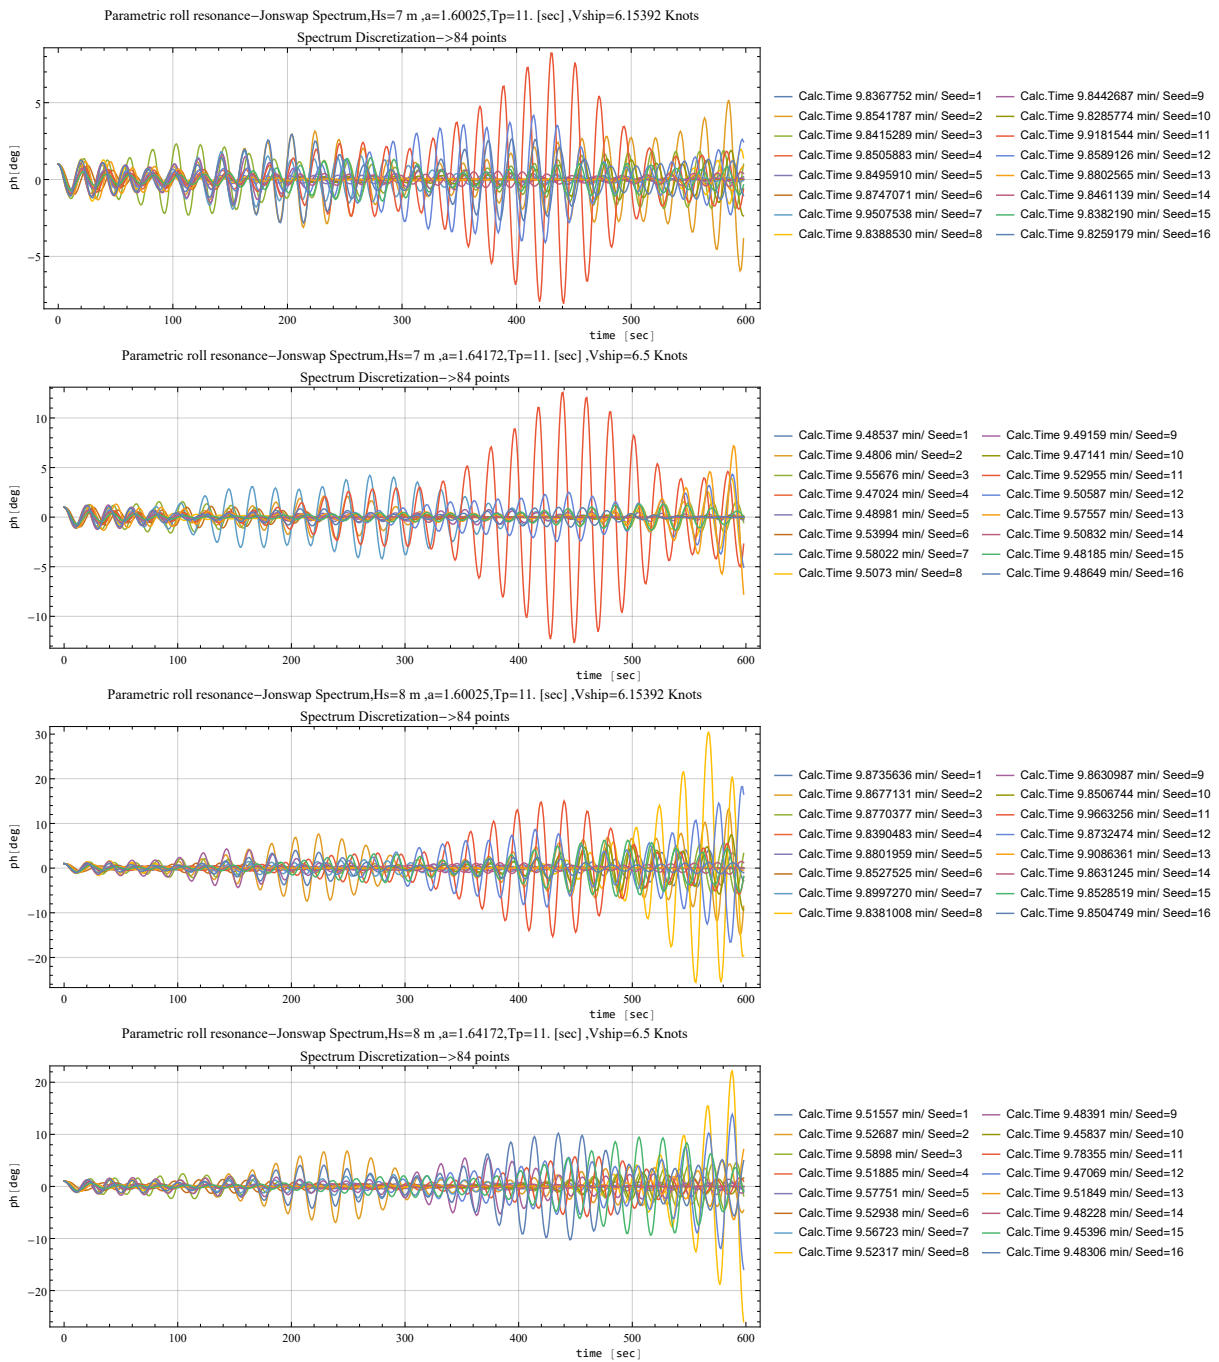 Parametric roll resonance−Jonswap Spectrum,Hs=7 m ,a=1.60025,Tp=11. [sec] ,Vship=6.15392 Knots
Spectrum Discretization−>84 points
ph[deg]
5
0
−5
0 100 200 300 400 500 600
time [sec]
Calc.Time 9.8367752 min/ Seed=1
Calc.Time 9.8541787 min/ Seed=2
Calc.Time 9.8415289 min/ Seed=3
Calc.Time 9.8505883 min/ Seed=4
Calc.Time 9.8495910 min/ Seed=5
Calc.Time 9.8747071 min/ Seed=6
Calc.Time 9.9507538 min/ Seed=7
Calc.Time 9.8388530 min/ Seed=8
Calc.Time 9.8442687 min/ Seed=9
Calc.Time 9.8285774 min/ Seed=10
Calc.Time 9.9181544 min/ Seed=11
Calc.Time 9.8589126 min/ Seed=12
Calc.Time 9.8802565 min/ Seed=13
Calc.Time 9.8461139 min/ Seed=14
Calc.Time 9.8382190 min/ Seed=15
Calc.Time 9.8259179 min/ Seed=16
Parametric roll resonance−Jonswap Spectrum,Hs=7 m ,a=1.64172,Tp=11. [sec] ,Vship=6.5 Knots
Spectrum Discretization−>84 points
ph[deg]
10
5
0
−5
−10
0 100 200 300 400 500 600
time [sec]
Calc.Time 9.48537 min/ Seed=1
Calc.Time 9.4806 min/ Seed=2
Calc.Time 9.55676 min/ Seed=3
Calc.Time 9.47024 min/ Seed=4
Calc.Time 9.48981 min/ Seed=5
Calc.Time 9.53994 min/ Seed=6
Calc.Time 9.58022 min/ Seed=7
Calc.Time 9.5073 min/ Seed=8
Calc.Time 9.49159 min/ Seed=9
Calc.Time 9.47141 min/ Seed=10
Calc.Time 9.52955 min/ Seed=11
Calc.Time 9.50587 min/ Seed=12
Calc.Time 9.57557 min/ Seed=13
Calc.Time 9.50832 min/ Seed=14
Calc.Time 9.48185 min/ Seed=15
Calc.Time 9.48649 min/ Seed=16
Parametric roll resonance−Jonswap Spectrum,Hs=8 m ,a=1.60025,Tp=11. [sec] ,Vship=6.15392 Knots
Spectrum Discretization−>84 points
ph[deg]
30
20
10
0
−10
−20
0 100 200 300 400 500 600
time [sec]
Calc.Time 9.8735636 min/ Seed=1
Calc.Time 9.8677131 min/ Seed=2
Calc.Time 9.8770377 min/ Seed=3
Calc.Time 9.8390483 min/ Seed=4
Calc.Time 9.8801959 min/ Seed=5
Calc.Time 9.8527525 min/ Seed=6
Calc.Time 9.8997270 min/ Seed=7
Calc.Time 9.8381008 min/ Seed=8
Calc.Time 9.8630987 min/ Seed=9
Calc.Time 9.8506744 min/ Seed=10
Calc.Time 9.9663256 min/ Seed=11
Calc.Time 9.8732474 min/ Seed=12
Calc.Time 9.9086361 min/ Seed=13
Calc.Time 9.8631245 min/ Seed=14
Calc.Time 9.8528519 min/ Seed=15
Calc.Time 9.8504749 min/ Seed=16
Parametric roll resonance−Jonswap Spectrum,Hs=8 m ,a=1.64172,Tp=11. [sec] ,Vship=6.5 Knots
Spectrum Discretization−>84 points
ph[deg]
20
10
0
−10
−20
0 100 200 300 400 500 600
time [sec]
Calc.Time 9.51557 min/ Seed=1
Calc.Time 9.52687 min/ Seed=2
Calc.Time 9.5898 min/ Seed=3
Calc.Time 9.51885 min/ Seed=4
Calc.Time 9.57751 min/ Seed=5
Calc.Time 9.52938 min/ Seed=6
Calc.Time 9.56723 min/ Seed=7
Calc.Time 9.52317 min/ Seed=8
Calc.Time 9.48391 min/ Seed=9
Calc.Time 9.45837 min/ Seed=10
Calc.Time 9.78355 min/ Seed=11
Calc.Time 9.47069 min/ Seed=12
Calc.Time 9.51849 min/ Seed=13
Calc.Time 9.48228 min/ Seed=14
Calc.Time 9.45396 min/ Seed=15
Calc.Time 9.48306 min/ Seed=16